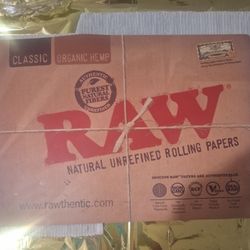 CLASSIC ORGANIC HEMP
AUTHENTIC
PUREST
NATURAL
FIBERS
RAW
NATURAL UNREFINED ROLLING PAPERS
www.rawthentic.com